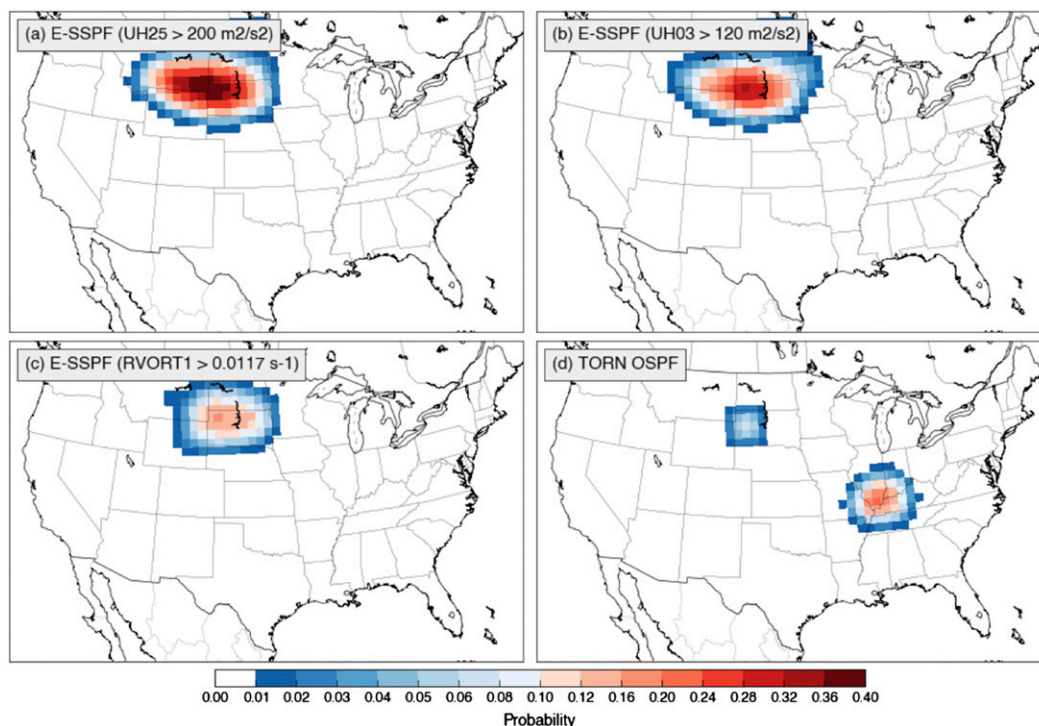 (a) E-SSPF (UH25 > 200 m2/s2)
(b) E-SSPF (UH03 > 120 m2/s2)
(c) E-SSPF (RVORT1 > 0.0117 s-1)
(d) TORN OSPF
0.00 0.01 0.02 0.03 0.04 0.05 0.06 0.08 0.10 0.12 0.16 0.20 0.24 0.28 0.32 0.36 0.40
Probability